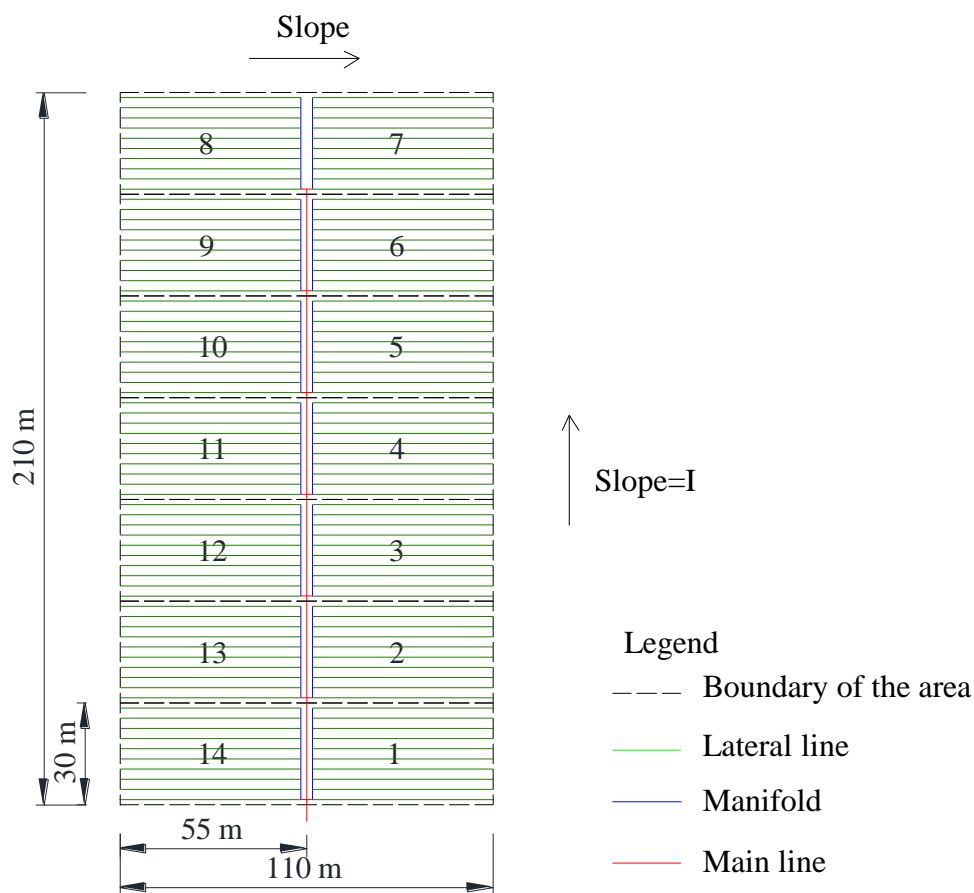 Slope
8 7
9 6
10 5
11 4
12 3
13 2
14 1
210 m
30 m
55 m
110 m
Slope=I
Legend
Boundary of the area
Lateral line
Manifold
Main line